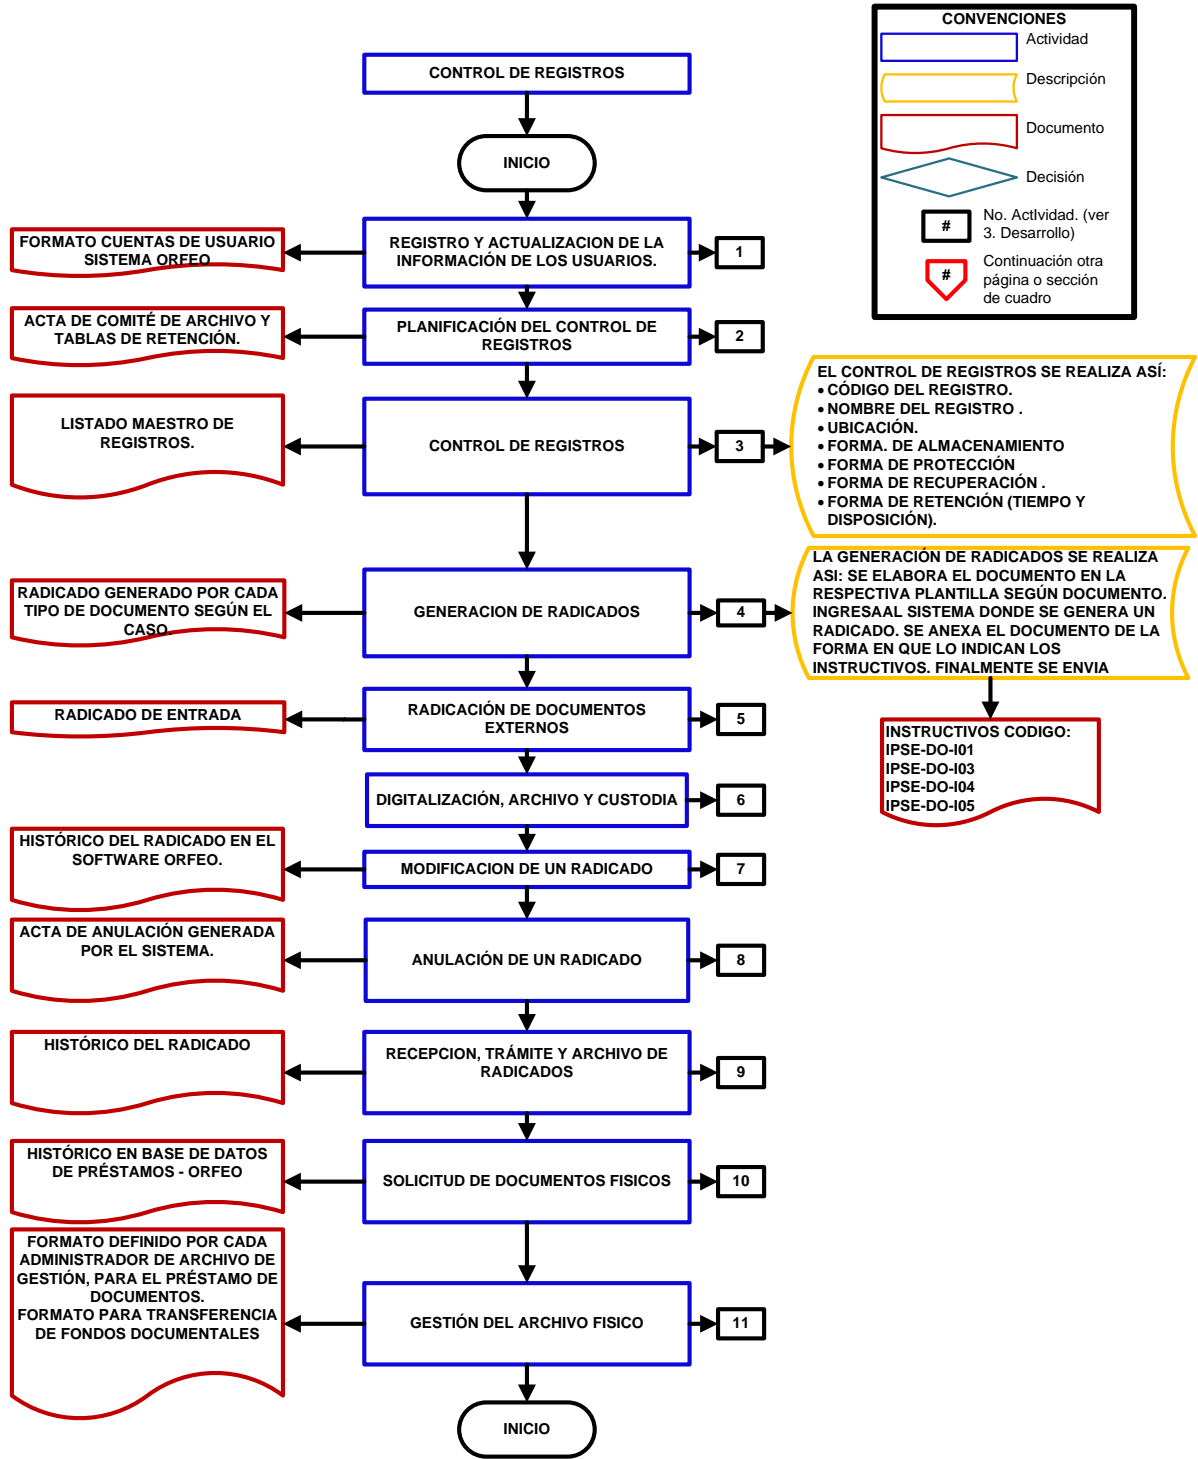 CONVENCIONES
Actividad
Descripción
Documento
Decisión
#
No. Actividad. (ver
3. Desarrollo)
#
Continuación otra
página o sección
de cuadro
CONTROL DE REGISTROS
INICIO
FORMATO CUENTAS DE USUARIO
SISTEMA ORFEO
REGISTRO Y ACTUALIZACION DE LA
INFORMACIÓN DE LOS USUARIOS.
1
ACTA DE COMITÉ DE ARCHIVO Y
TABLAS DE RETENCIÓN.
PLANIFICACIÓN DEL CONTROL DE
REGISTROS
2
LISTADO MAESTRO DE
REGISTROS.
CONTROL DE REGISTROS
3
EL CONTROL DE REGISTROS SE REALIZA ASÍ:
• CÓDIGO DEL REGISTRO.
• NOMBRE DEL REGISTRO .
• UBICACIÓN.
• FORMA. DE ALMACENAMIENTO
• FORMA DE PROTECCIÓN
• FORMA DE RECUPERACIÓN .
• FORMA DE RETENCIÓN (TIEMPO Y
DISPOSICIÓN).
RADICADO GENERADO POR CADA
TIPO DE DOCUMENTO SEGÚN EL
CASO.
GENERACION DE RADICADOS
4
LA GENERACIÓN DE RADICADOS SE REALIZA
ASI: SE ELABORA EL DOCUMENTO EN LA
RESPECTIVA PLANTILLA SEGÚN DOCUMENTO.
INGRESAAL SISTEMA DONDE SE GENERA UN
RADICADO. SE ANEXA EL DOCUMENTO DE LA
FORMA EN QUE LO INDICAN LOS
INSTRUCTIVOS. FINALMENTE SE ENVIA
INSTRUCTIVOS CODIGO:
IPSE-DO-I01
IPSE-DO-I03
IPSE-DO-I04
IPSE-DO-I05
RADICADO DE ENTRADA
RADICACIÓN DE DOCUMENTOS
EXTERNOS
5
DIGITALIZACIÓN, ARCHIVO Y CUSTODIA
6
HISTÓRICO DEL RADICADO EN EL
SOFTWARE ORFEO.
MODIFICACION DE UN RADICADO
7
ACTA DE ANULACIÓN GENERADA
POR EL SISTEMA.
ANULACIÓN DE UN RADICADO
8
HISTÓRICO DEL RADICADO
RECEPCION, TRÁMITE Y ARCHIVO DE
RADICADOS
9
HISTÓRICO EN BASE DE DATOS
DE PRÉSTAMOS - ORFEO
SOLICITUD DE DOCUMENTOS FISICOS
10
FORMATO DEFINIDO POR CADA
ADMINISTRADOR DE ARCHIVO DE
GESTIÓN, PARA EL PRÉSTAMO DE
DOCUMENTOS.
FORMATO PARA TRANSFERENCIA
DE FONDOS DOCUMENTALES
GESTIÓN DEL ARCHIVO FISICO
11
INICIO